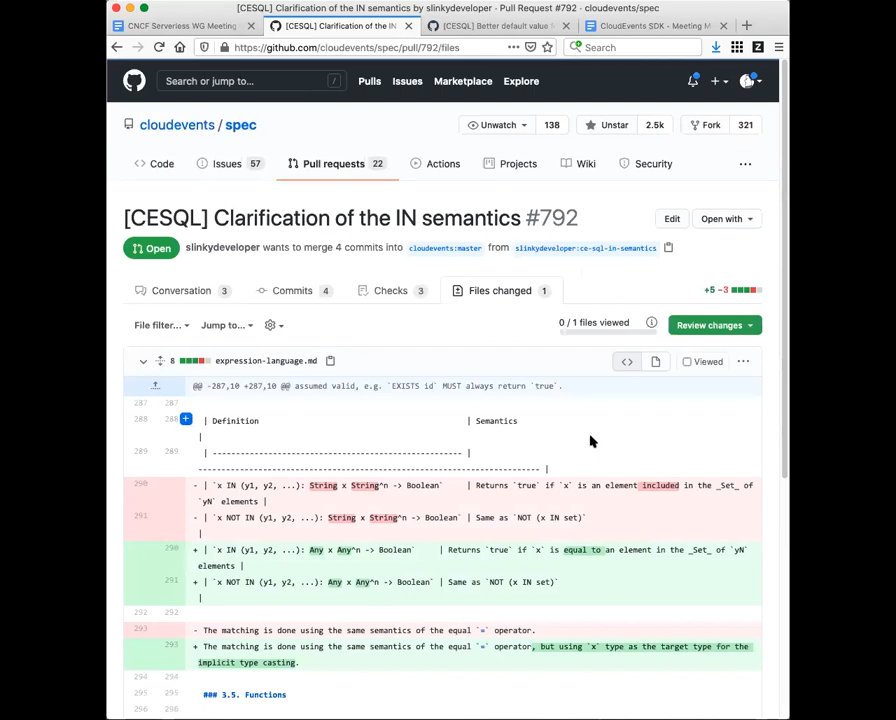 [CESQL] Clarification of the IN semantics by slinkydeveloper · Pull Request #792 · cloudevents/spec
CNCF Serverless WG Meeting
[CESQL] Clarification of the IN
[CESQL] Better default value
CloudEvents SDK - Meeting M
https://github.com/cloudevents/spec/pull/792/files
Search
Search or jump to...
/
Pulls
Issues
Marketplace
Explore
cloudevents / spec
Unwatch
138
Unstar
2.5k
Fork
321
Code
Issues 57
Pull requests 22
Actions
Projects
Wiki
Security
[CESQL] Clarification of the IN semantics #792
Edit
Open with
Open
slinkydeveloper wants to merge 4 commits into cloudevents:master from slinkydeveloper:ce-sql-in-semantics
Conversation 3
Commits 4
Checks 3
Files changed 1
+5 −3
File filter...
Jump to...
0 / 1 files viewed
Review changes
8 expression-language.md
Viewed
@@ -287,10 +287,10 @@ assumed valid, e.g. `EXISTS id` MUST always return `true`.
287 287
288 288 | Definition | Semantics
|
289 289 | ------------------------------------------------- |
------------------------------------------------------------------- |
290 - | `x IN (y1, y2, ...): String x String^n -> Boolean` | Returns `true` if `x` is an element included in the _Set_ of
`yN` elements |
291 - | `x NOT IN (y1, y2, ...): String x String^n -> Boolean` | Same as `NOT (x IN set)`
|
290 + | `x IN (y1, y2, ...): Any x Any^n -> Boolean` | Returns `true` if `x` is equal to an element in the _Set_ of `yN`
elements |
291 + | `x NOT IN (y1, y2, ...): Any x Any^n -> Boolean` | Same as `NOT (x IN set)`
|
292 292
293 - The matching is done using the same semantics of the equal `=` operator.
293 + The matching is done using the same semantics of the equal `=` operator, but using `x` type as the target type for the
implicit type casting.
294 294
295 295 ### 3.5. Functions
296 296